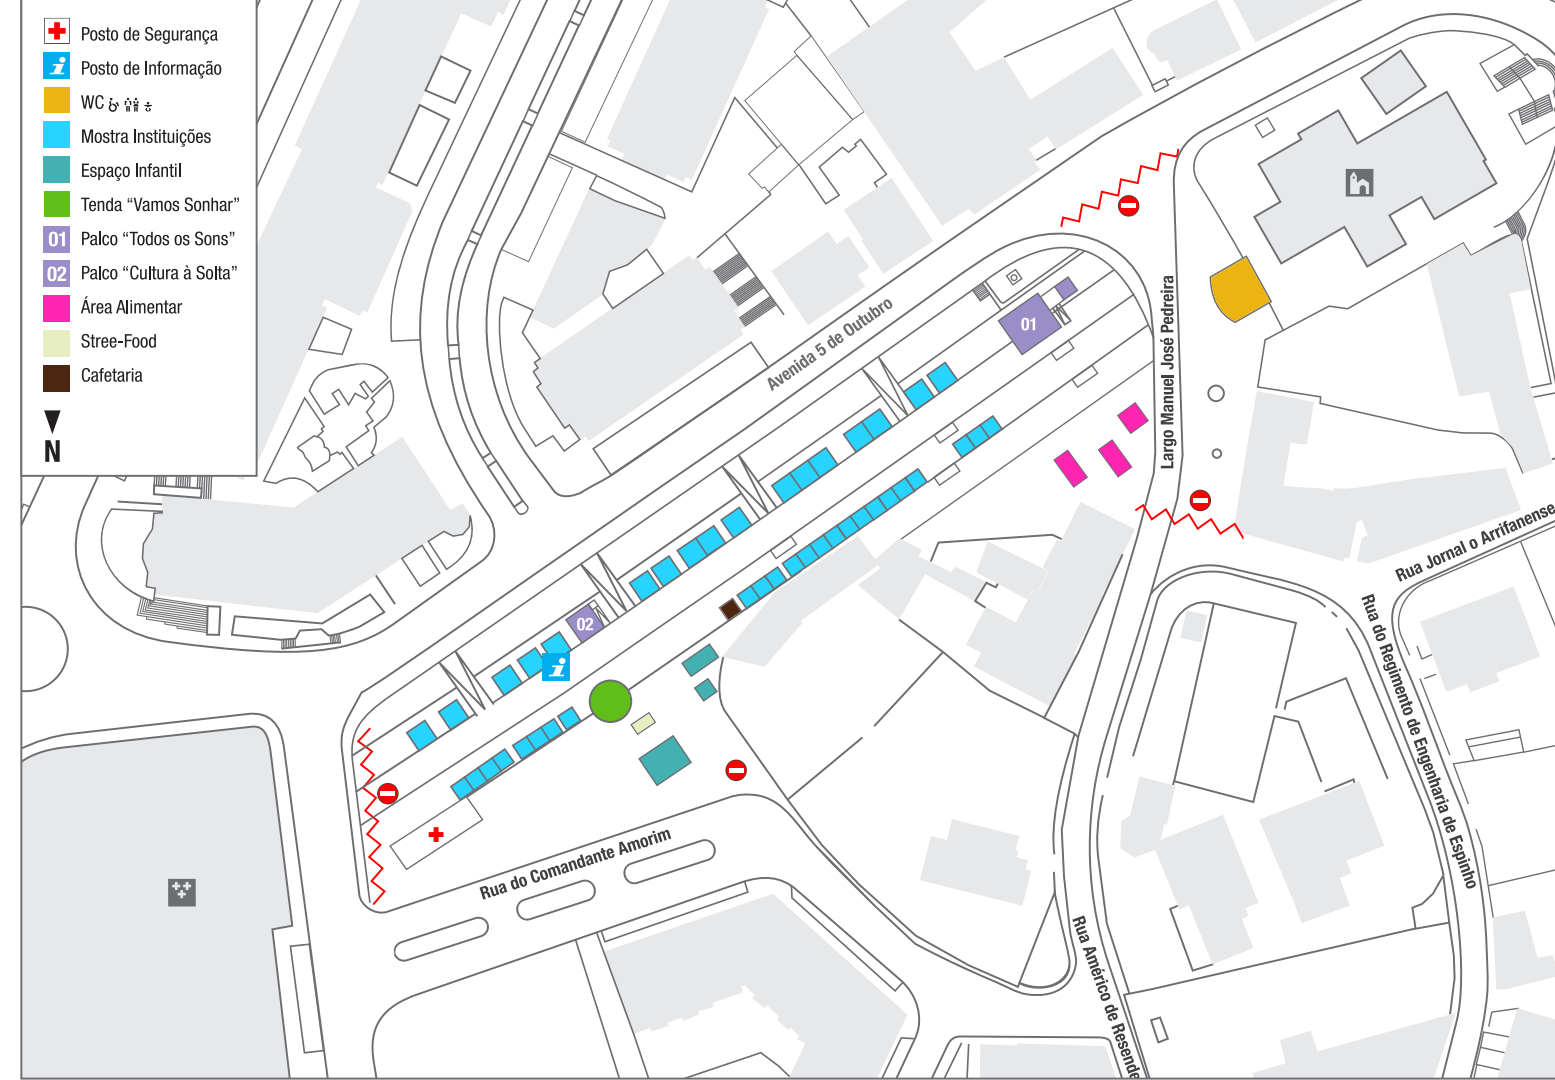 Posto de Segurança
i Posto de Informação
WC
Mostra Instituições
Espaço Infantil
Tenda “Vamos Sonhar”
01 Palco “Todos os Sons”
02 Palco “Cultura à Solta”
Área Alimentar
Stree-Food
Cafetaria
N
Avenida 5 de Outubro
01
Largo Manuel José Pedreira
Rua Jornal o Arrifanense
Rua do Regimento de Engenharia de Espinho
02
i
Rua do Comandante Amorim
Rua Américo de Resende